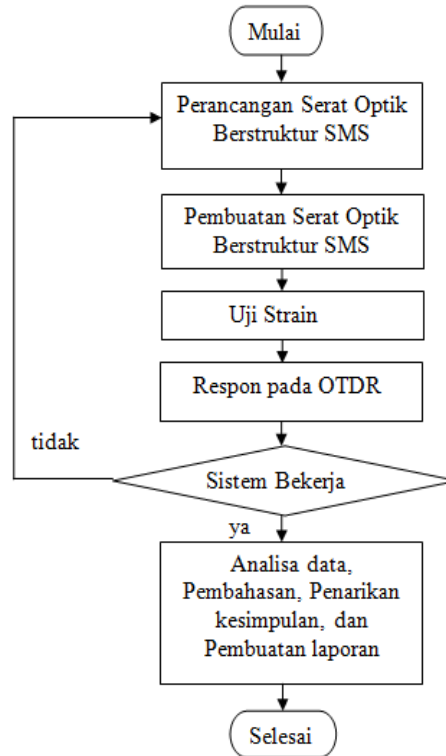 Mulai
Perancangan Serat Optik
Berstruktur SMS
Pembuatan Serat Optik
Berstruktur SMS
Uji Strain
Respon pada OTDR
tidak
Sistem Bekerja
ya
Analisa data,
Pembahasan, Penarikan
kesimpulan, dan
Pembuatan laporan
Selesai